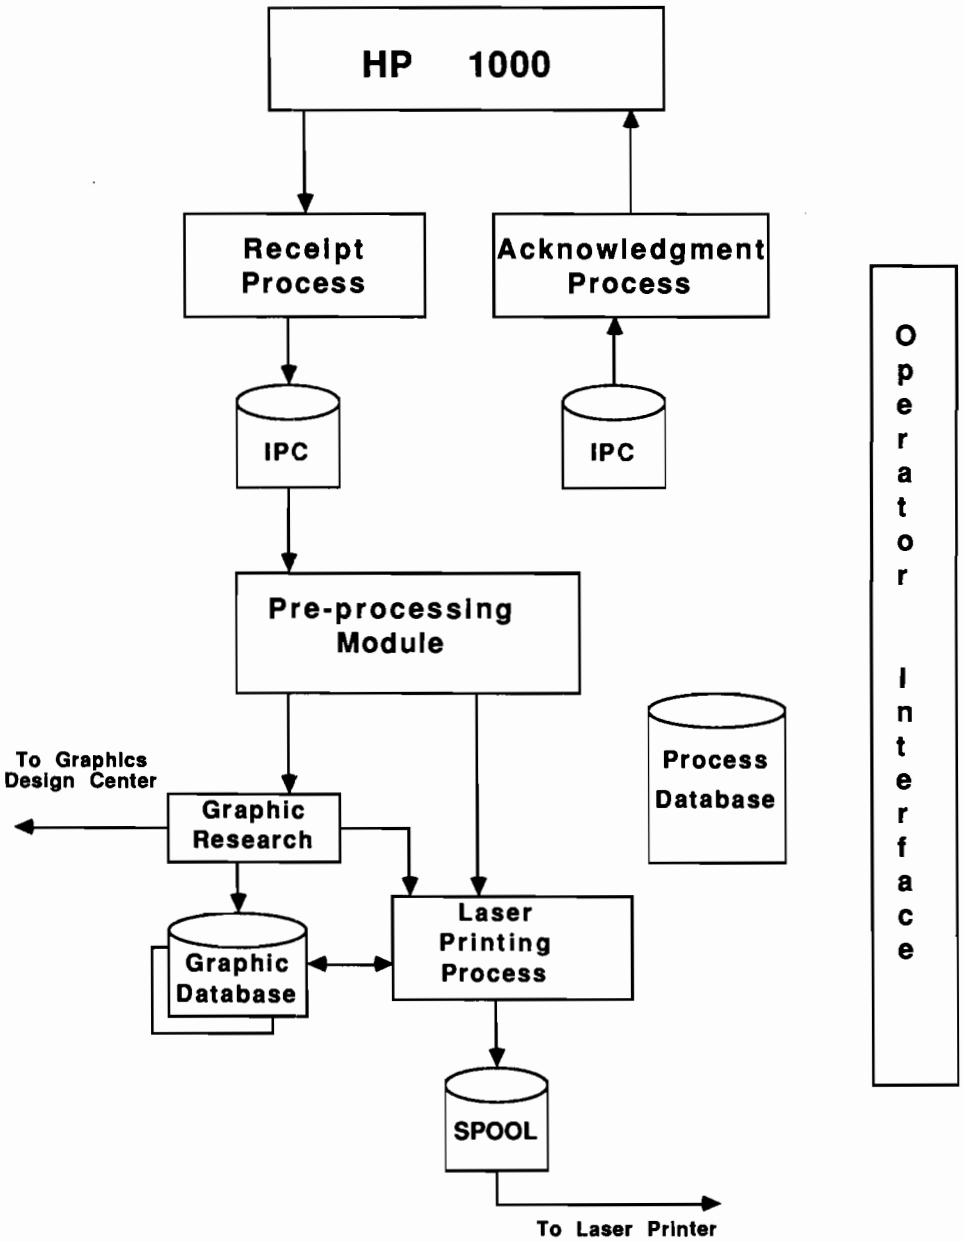 HP 1000
Receipt
Process
Acknowledgment
Process
IPC
IPC
Operator Interface
Pre-processing
Module
Process
Database
To Graphics
Design Center
Graphic
Research
Laser
Printing
Process
Graphic
Database
SPOOL
To Laser Printer